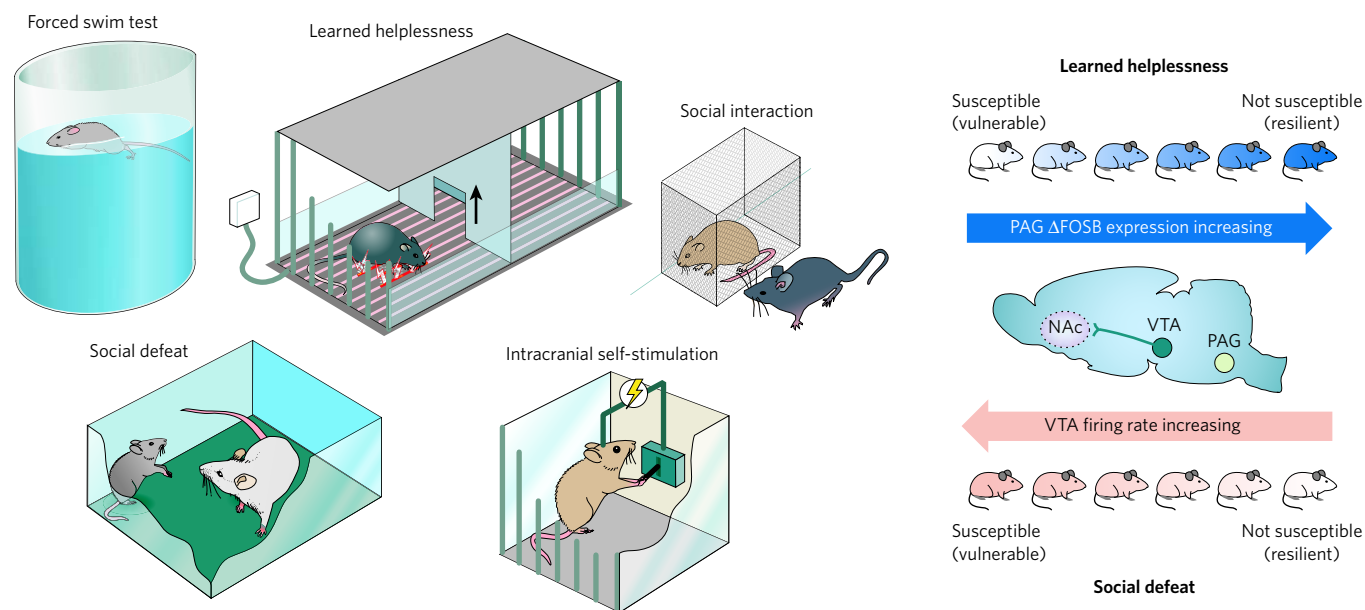 Forced swim test
Learned helplessness
Social interaction
Social defeat
Intracranial self-stimulation
Learned helplessness
Susceptible
(vulnerable)
Not susceptible
(resilient)
PAG ΔFOSB expression increasing
NAc
VTA
PAG
VTA firing rate increasing
Susceptible
(vulnerable)
Not susceptible
(resilient)
Social defeat